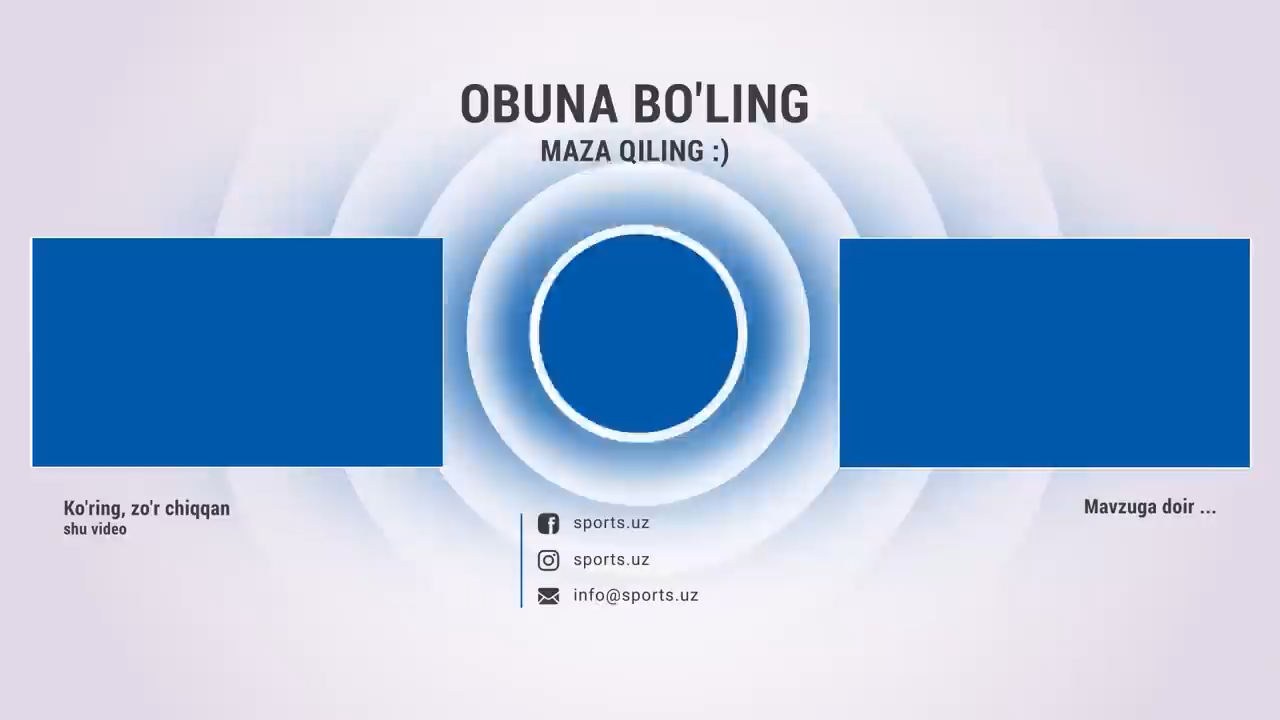 OBUNA BO'LING
MAZA QILING :)
Ko'ring, zo'r chiqqan
shu video
Mavzuga doir ...
sports.uz
sports.uz
info@sports.uz